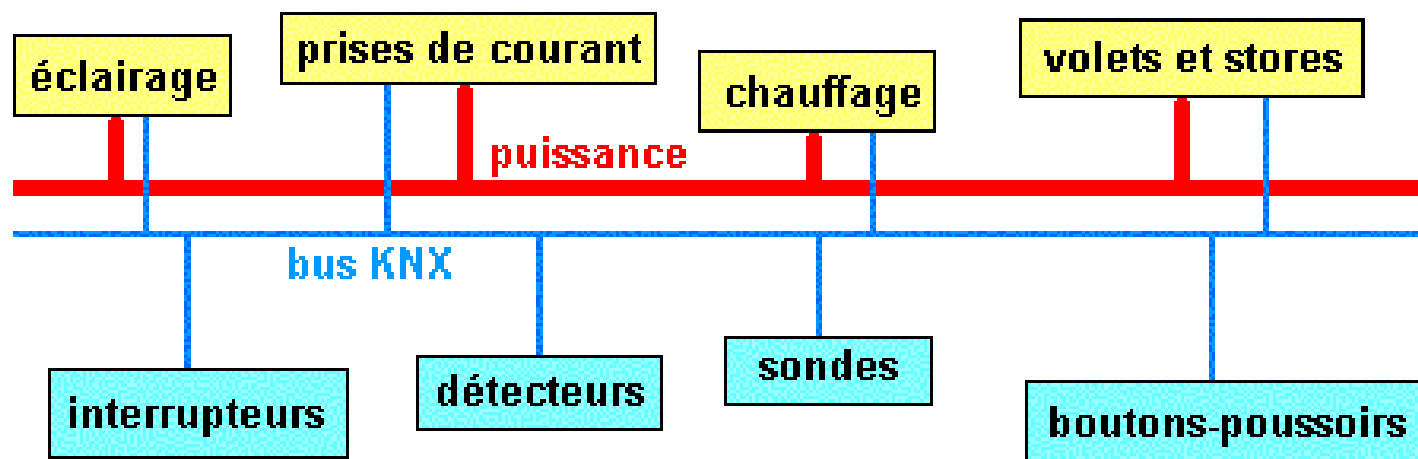 éclairage
prises de courant
chauffage
volets et stores
puissance
bus KNX
interrupteurs
détecteurs
sondes
boutons-poussoirs